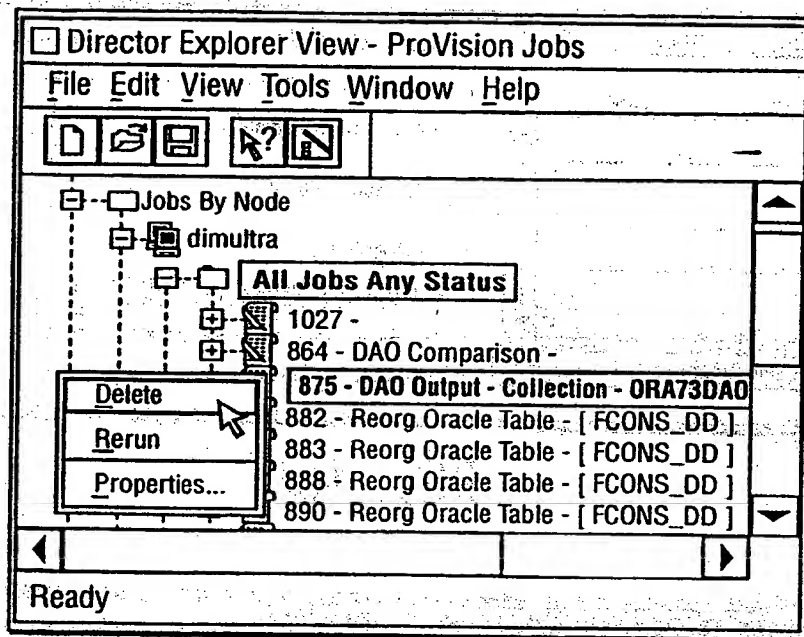 Director Explorer View - ProVision Jobs
File Edit View Tools Window Help
?
Jobs By Node
dimultra
All Jobs Any Status
1027 -
864 - DAO Comparison -
875 - DAO Output - Collection - ORA73DAO
Delete
882 - Reorg Oracle Table - [ FCONS_DD ]
Rerun
883 - Reorg Oracle Table - [ FCONS_DD ]
888 - Reorg Oracle Table - [ FCONS_DD ]
Properties...
890 - Reorg Oracle Table - [ FCONS_DD ]
Ready